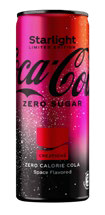 Starlight
LIMITED EDITION
Coca-Cola
ZERO SUGAR
ZERO CALORIE COLA
Space Flavored